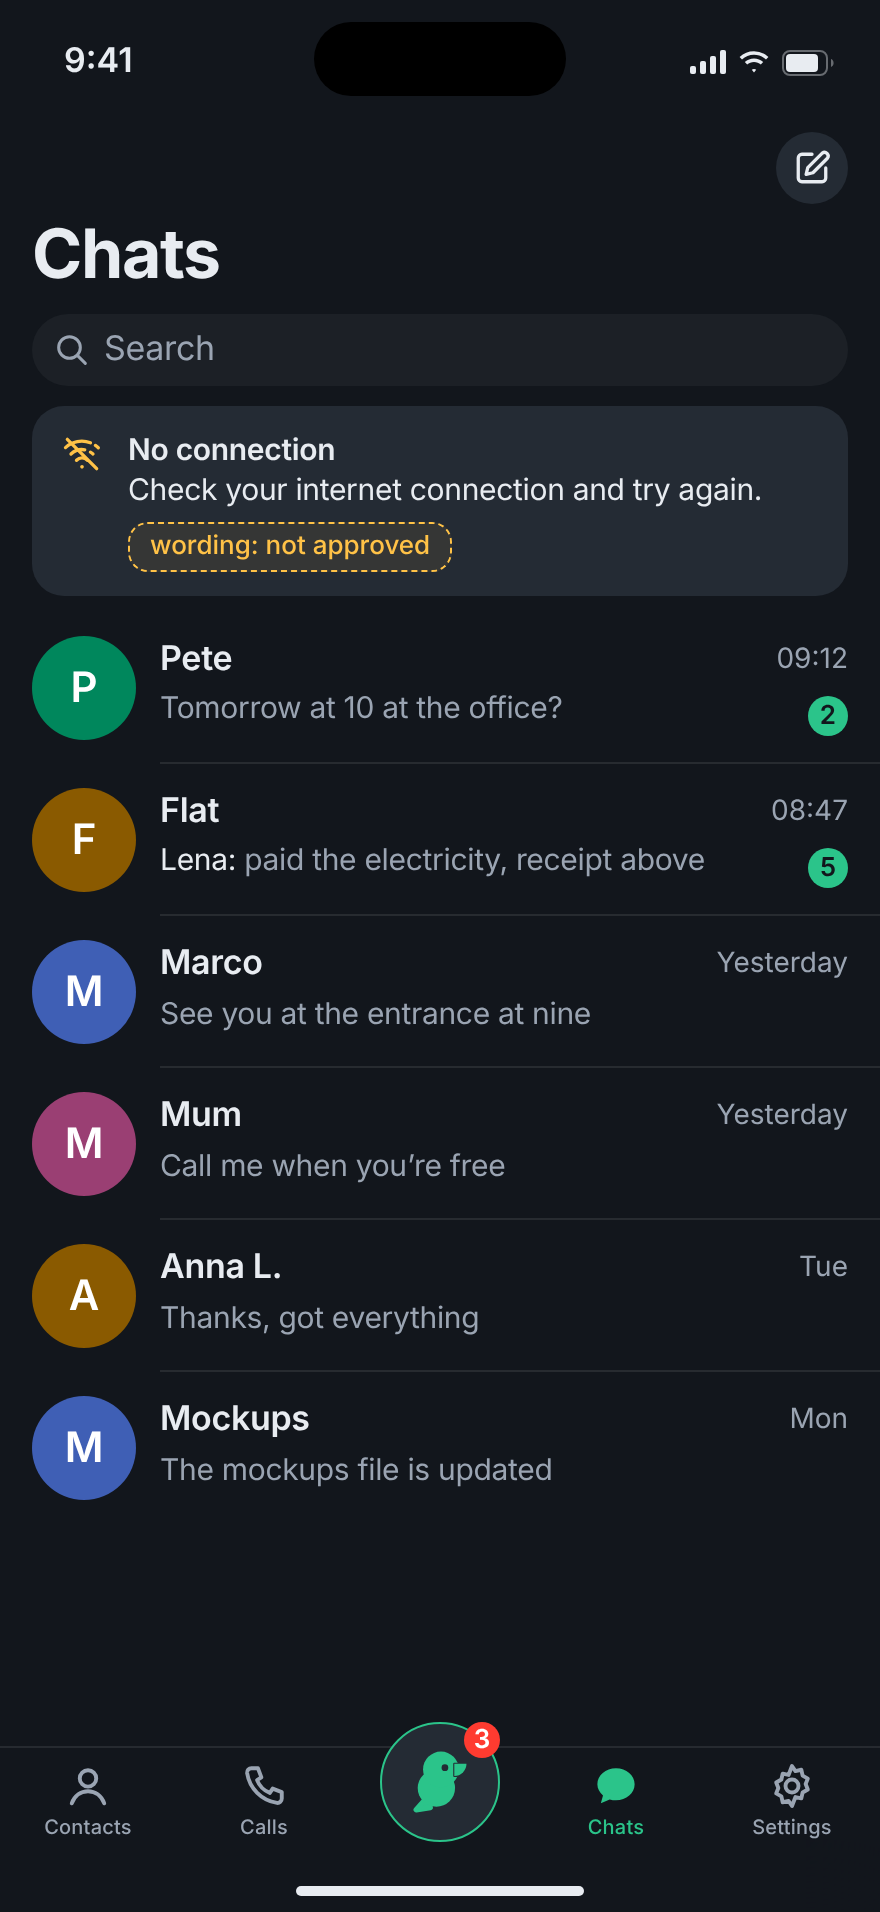 9:41
Chats
Search
No connection
Check your internet connection and try again.
wording: not approved
P
Pete
09:12
Tomorrow at 10 at the office?
2
F
Flat
08:47
Lena: paid the electricity, receipt above
5
M
Marco
Yesterday
See you at the entrance at nine
M
Mum
Yesterday
Call me when you’re free
A
Anna L.
Tue
Thanks, got everything
M
Mockups
Mon
The mockups file is updated
3
Contacts
Calls
Chats
Settings